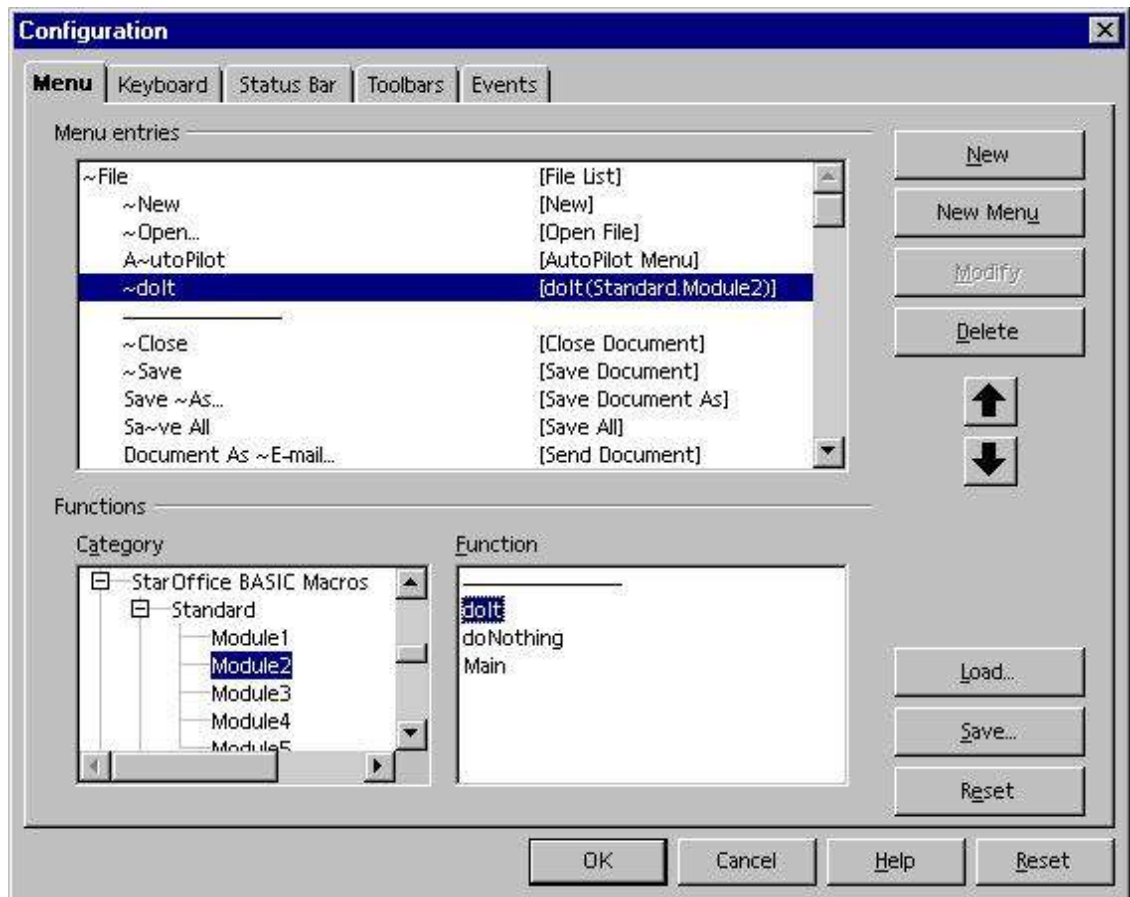 Configuration
Menu Keyboard Status Bar Toolbars Events
Menu entries
~File [File List]
~New [New]
~Open... [Open File]
A~utoPilot [AutoPilot Menu]
~doIt [doIt(Standard.Module2)]
~Close [Close Document]
~Save [Save Document]
Save ~As... [Save Document As]
Sa~ve All [Save All]
Document As ~E-mail... [Send Document]
New
New Menu
Modify
Delete
Functions
Category
StarOffice BASIC Macros
Standard
Module1
Module2
Module3
Module4
Module5
Function
doIt
doNothing
Main
Load...
Save...
Reset
OK Cancel Help Reset